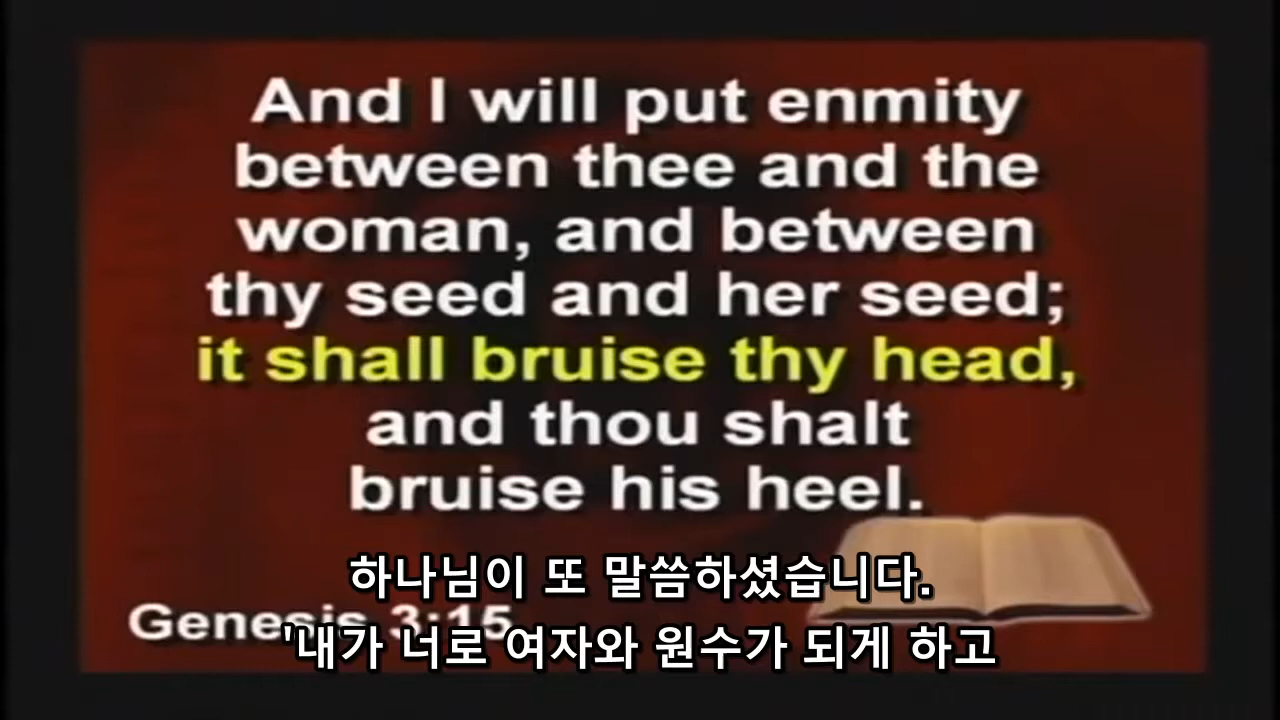 And I will put enmity
between thee and the
woman, and between
thy seed and her seed;
it shall bruise thy head,
and thou shalt
bruise his heel.
하나님이 또 말씀하셨습니다.
Genesis 3:15
'내가 너로 여자와 원수가 되게 하고